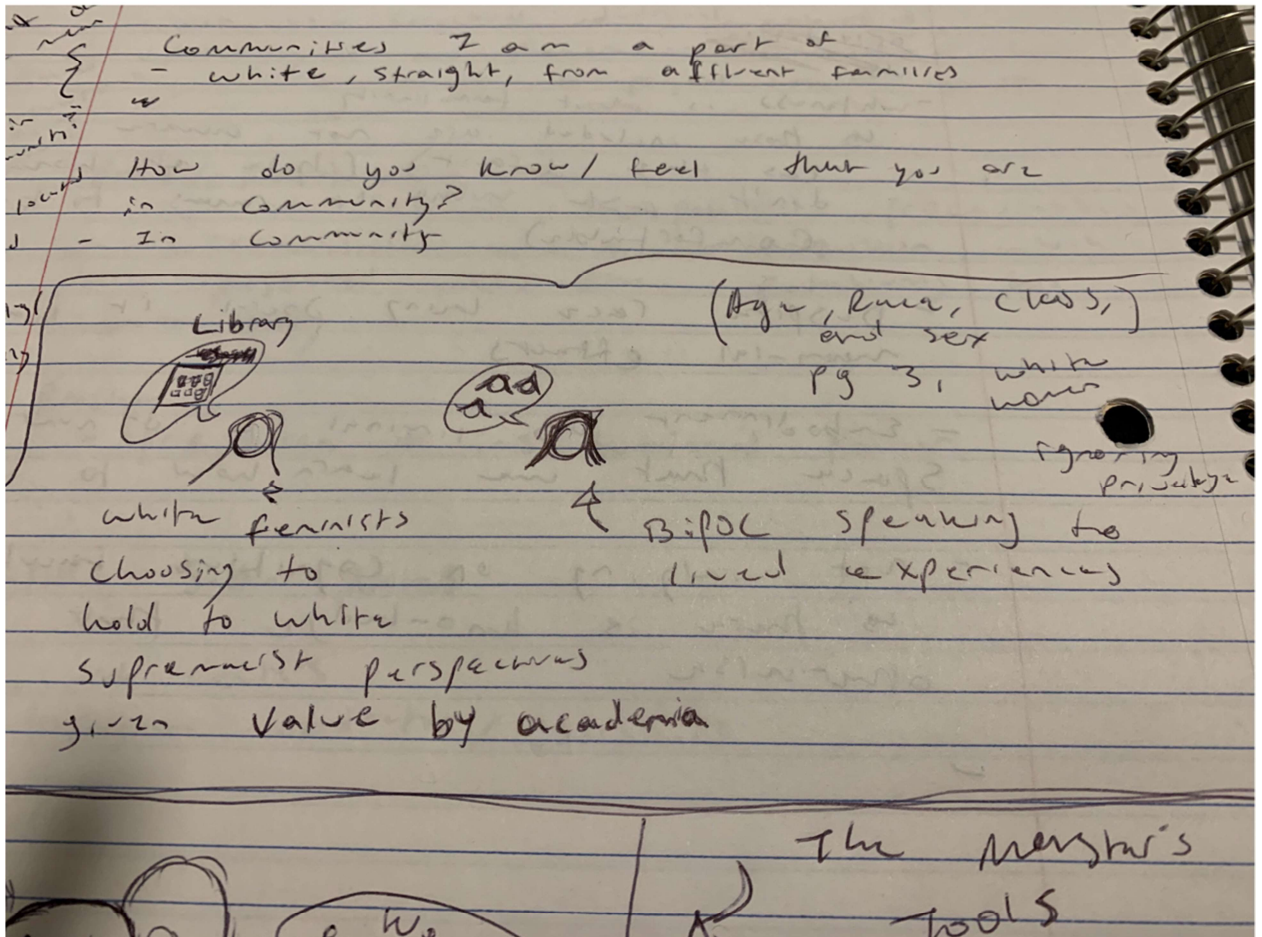 Communities I am a part of
- white, straight, from affluent families
How do you know/feel that you are
in community?
- In community
(Age, Race, class,
and sex
pg 3, white
women
ignoring
privilege
Library
ad
a
white feminists
choosing to
hold to white
supremacist perspectives
given value by academia
BiPOC speaking to
lived experiences
The Master's
Tools